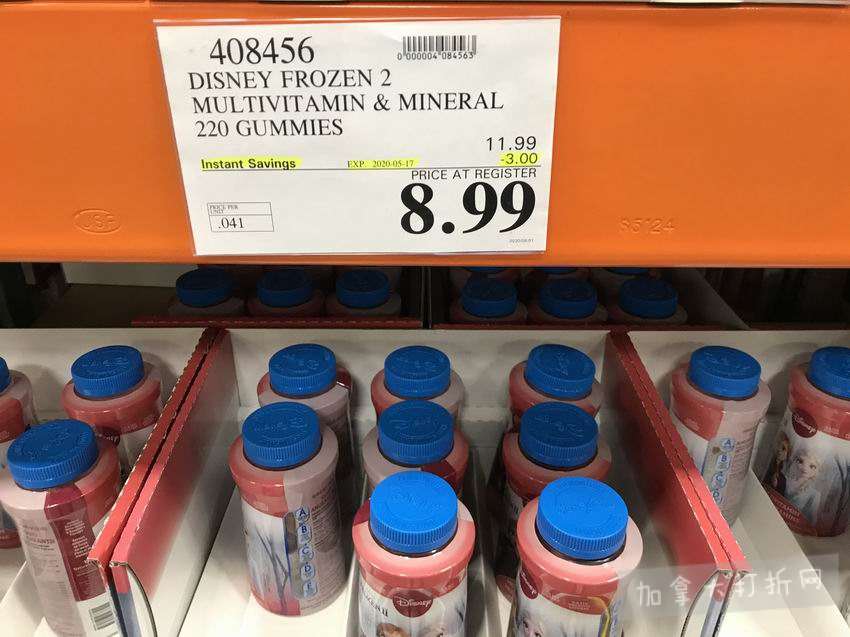 408456
0 000004 084563
DISNEY FROZEN 2
MULTIVITAMIN & MINERAL
220 GUMMIES
11.99
Instant Savings EXP. 2020-05-17 -3.00
PRICE AT REGISTER
8.99
PRICE PER
UNIT
.041
Disney
A
B
C
D
E
A
B
C
D
E
Disney
加拿大打折网